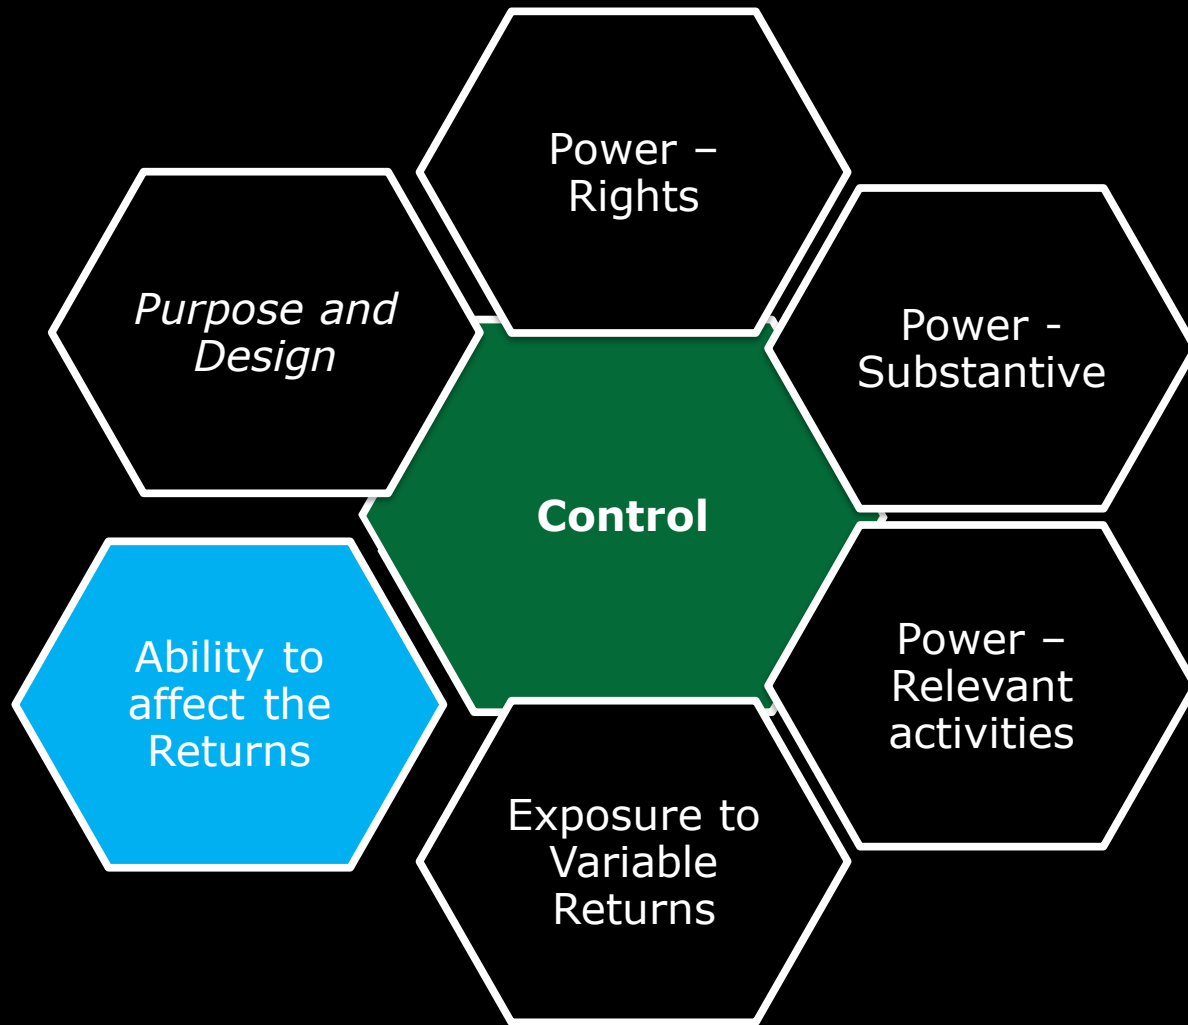 Power –
Rights
Purpose and
Design
Power -
Substantive
Control
Ability to
affect the
Returns
Power –
Relevant
activities
Exposure to
Variable
Returns